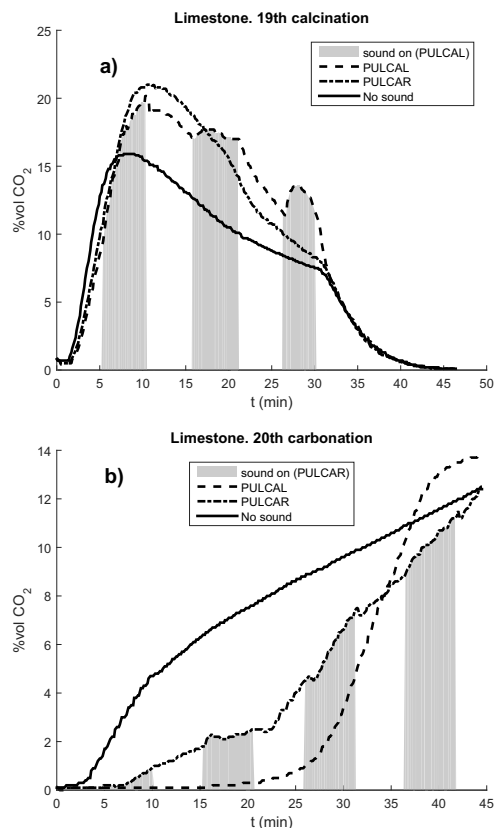 Limestone. 19th calcination
a)
sound on (PULCAL)
PULCAL
PULCAR
No sound
%vol CO2
25
20
15
10
5
0
0 5 10 15 20 25 30 35 40 45 50
t (min)
Limestone. 20th carbonation
b)
sound on (PULCAR)
PULCAL
PULCAR
No sound
%vol CO2
14
12
10
8
6
4
2
0
0 5 10 15 20 25 30 35 40 45
t (min)